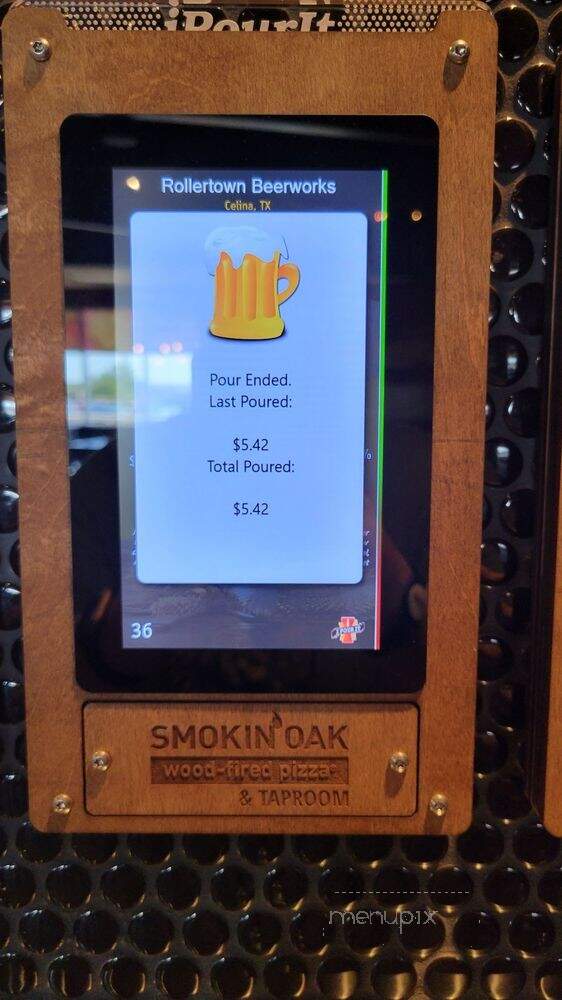 iPourIt
Rollertown Beerworks
Celina, TX
Pour Ended.
Last Poured:
$5.42
Total Poured:
$5.42
36
SMOKIN' OAK
wood-fired pizza
& TAPROOM
menupix